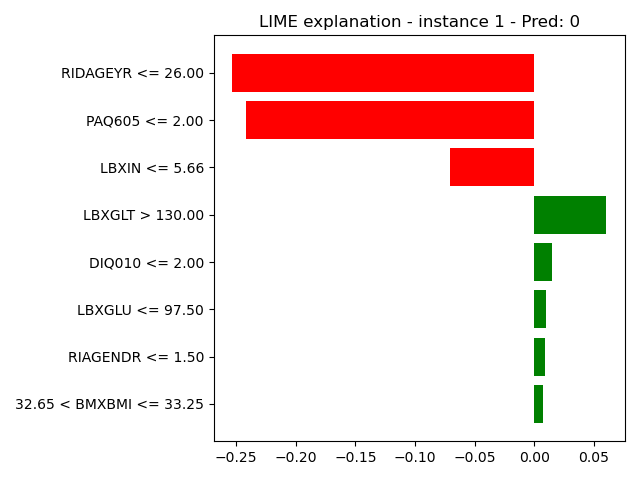 LIME explanation - instance 1 - Pred: 0
RIDAGEYR <= 26.00
PAQ605 <= 2.00
LBXIN <= 5.66
LBXGLT > 130.00
DIQ010 <= 2.00
LBXGLU <= 97.50
RIAGENDR <= 1.50
32.65 < BMXBMI <= 33.25
−0.25 −0.20 −0.15 −0.10 −0.05 0.00 0.05